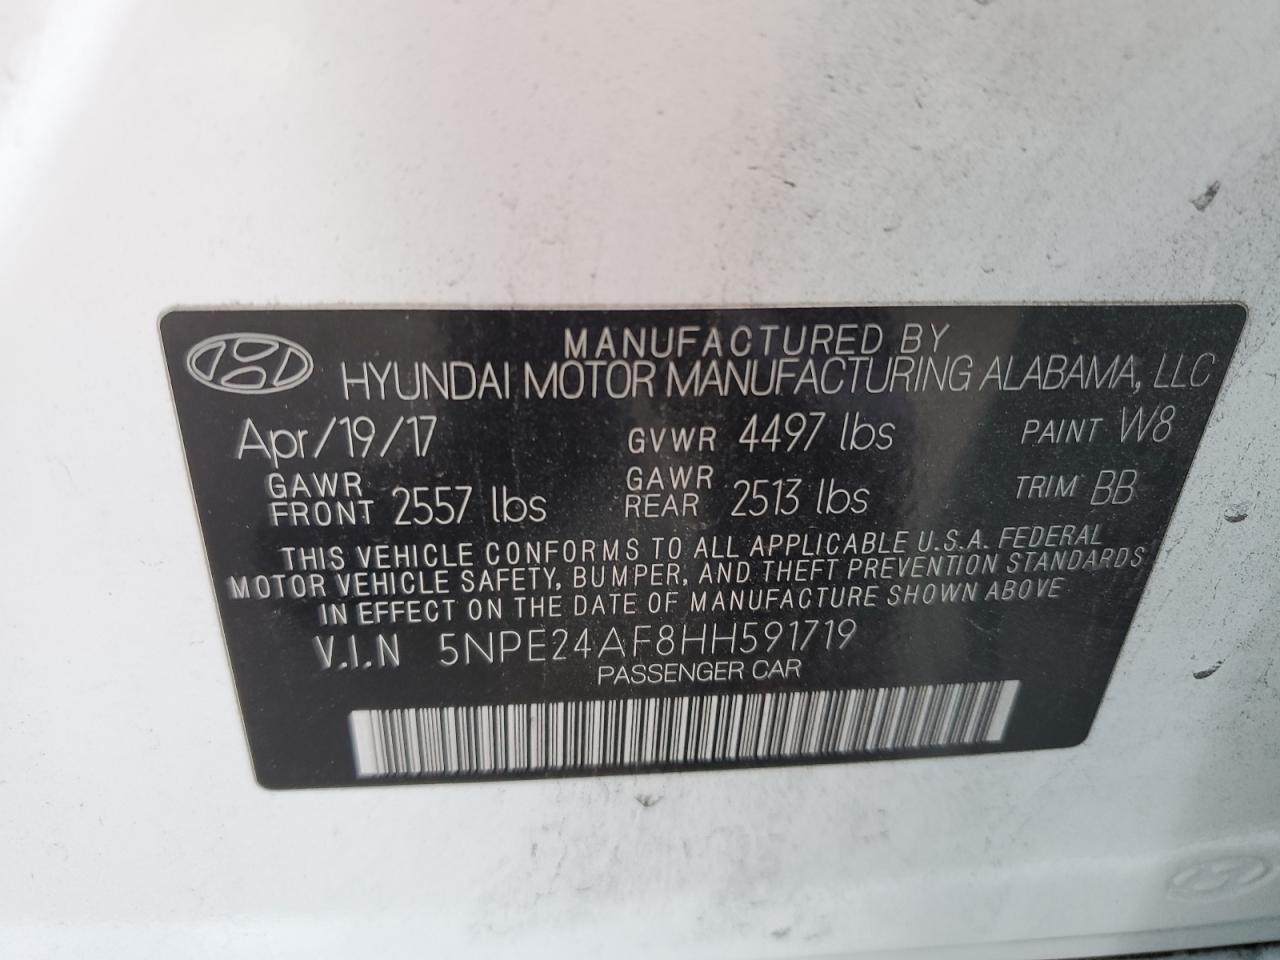 MANUFACTURED BY
HYUNDAI MOTOR MANUFACTURING ALABAMA, LLC
Apr/19/17 GVWR 4497 lbs PAINT W8
GAWR FRONT 2557 lbs GAWR REAR 2513 lbs TRIM BB
THIS VEHICLE CONFORMS TO ALL APPLICABLE U.S.A. FEDERAL
MOTOR VEHICLE SAFETY, BUMPER, AND THEFT PREVENTION STANDARDS
IN EFFECT ON THE DATE OF MANUFACTURE SHOWN ABOVE
V.I.N 5NPE24AF8HH591719
PASSENGER CAR